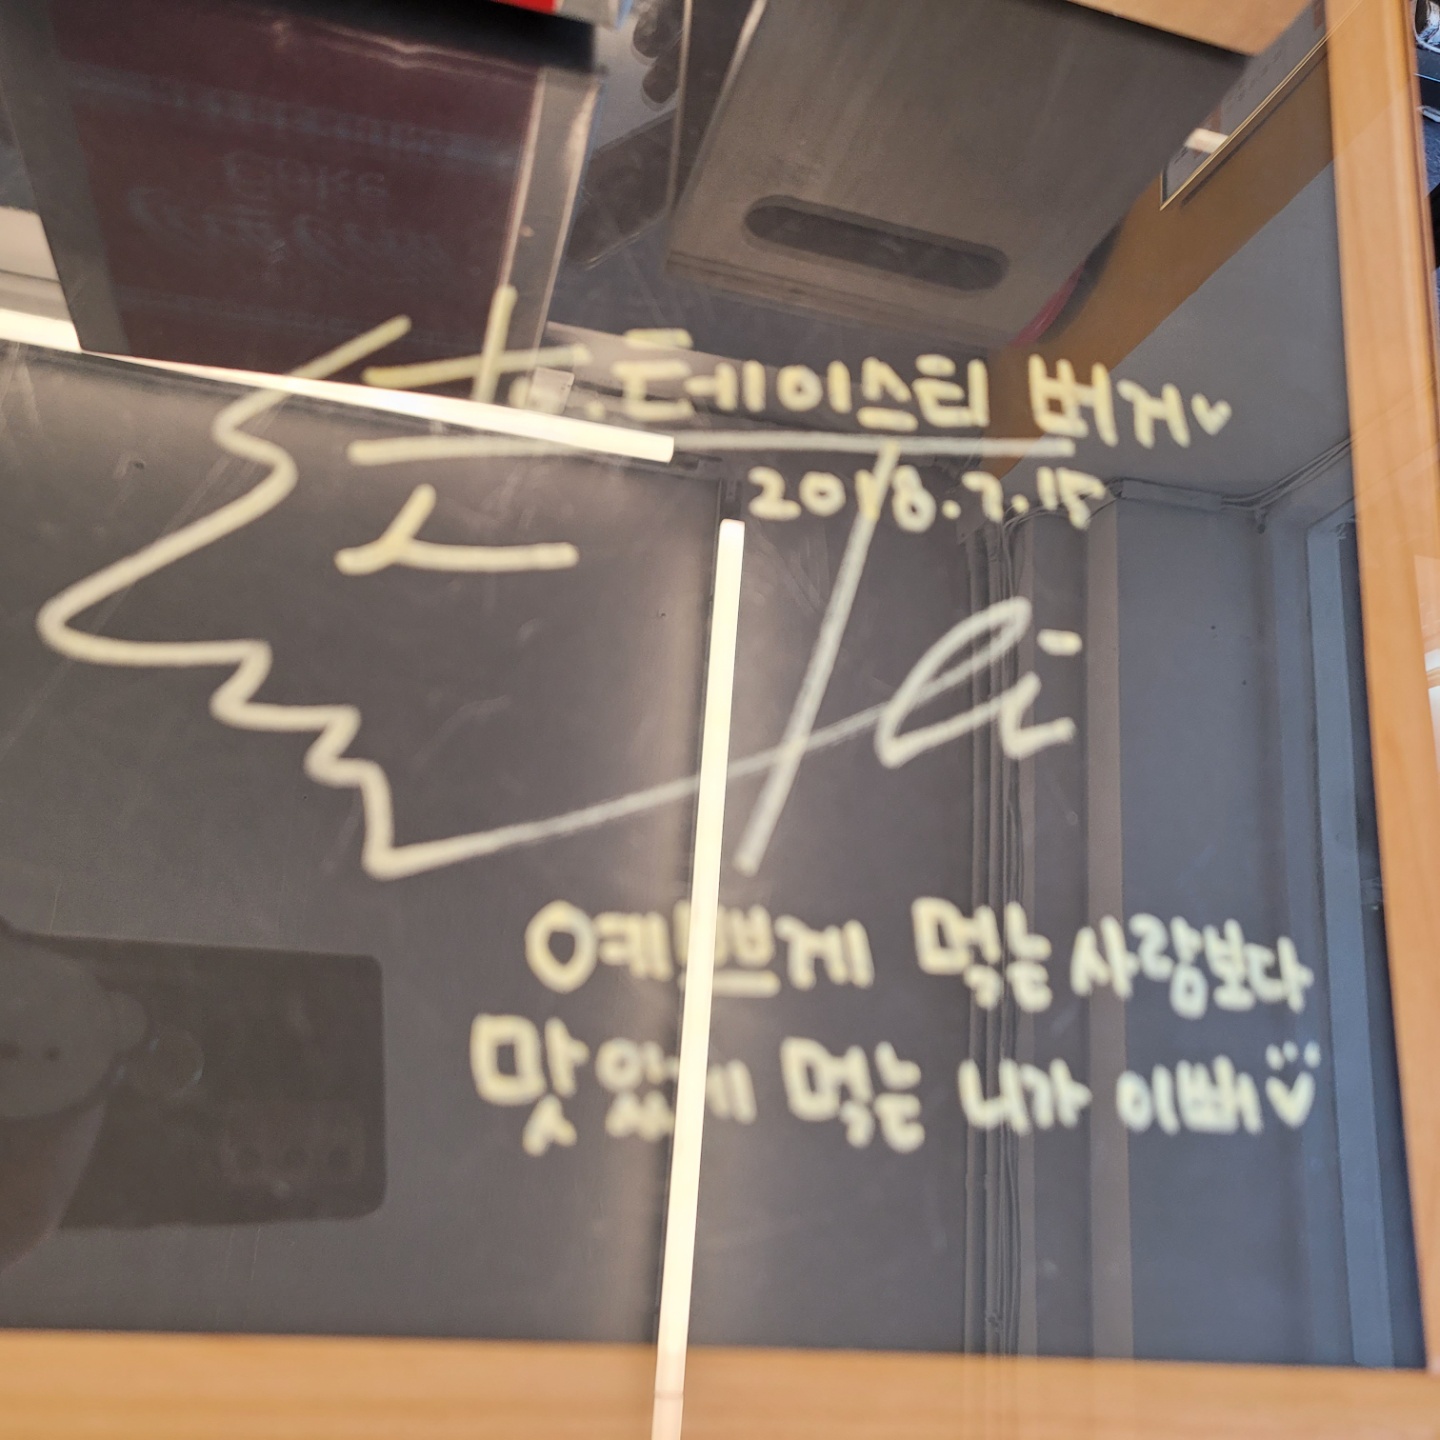 To.테이스티 버거♡
2018.7.15
예쁘게 먹는 사람보다
맛있게 먹는 니가 이뻐♡